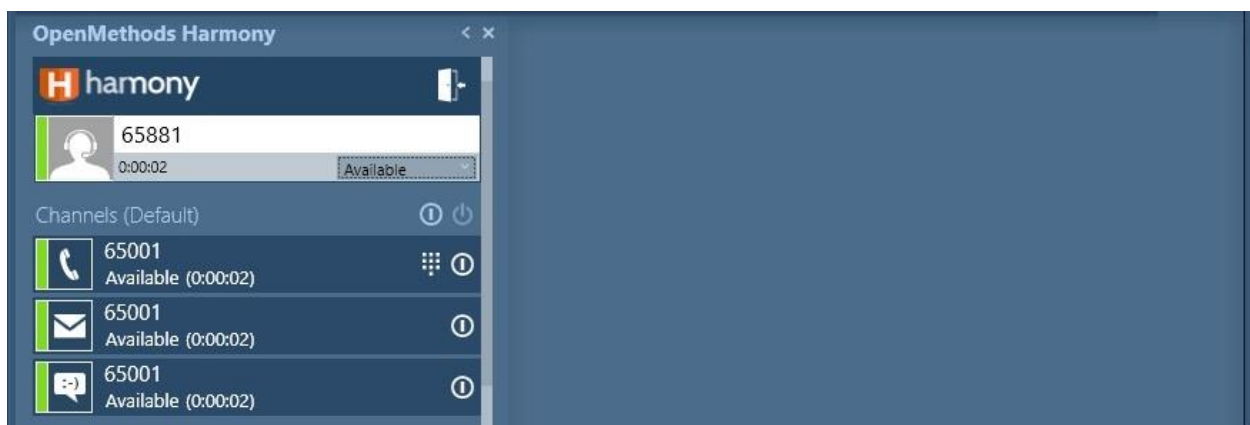 OpenMethods Harmony
H harmony
65881
0:00:02 Available
Channels (Default)
65001
Available (0:00:02)
65001
Available (0:00:02)
:-) 65001
Available (0:00:02)